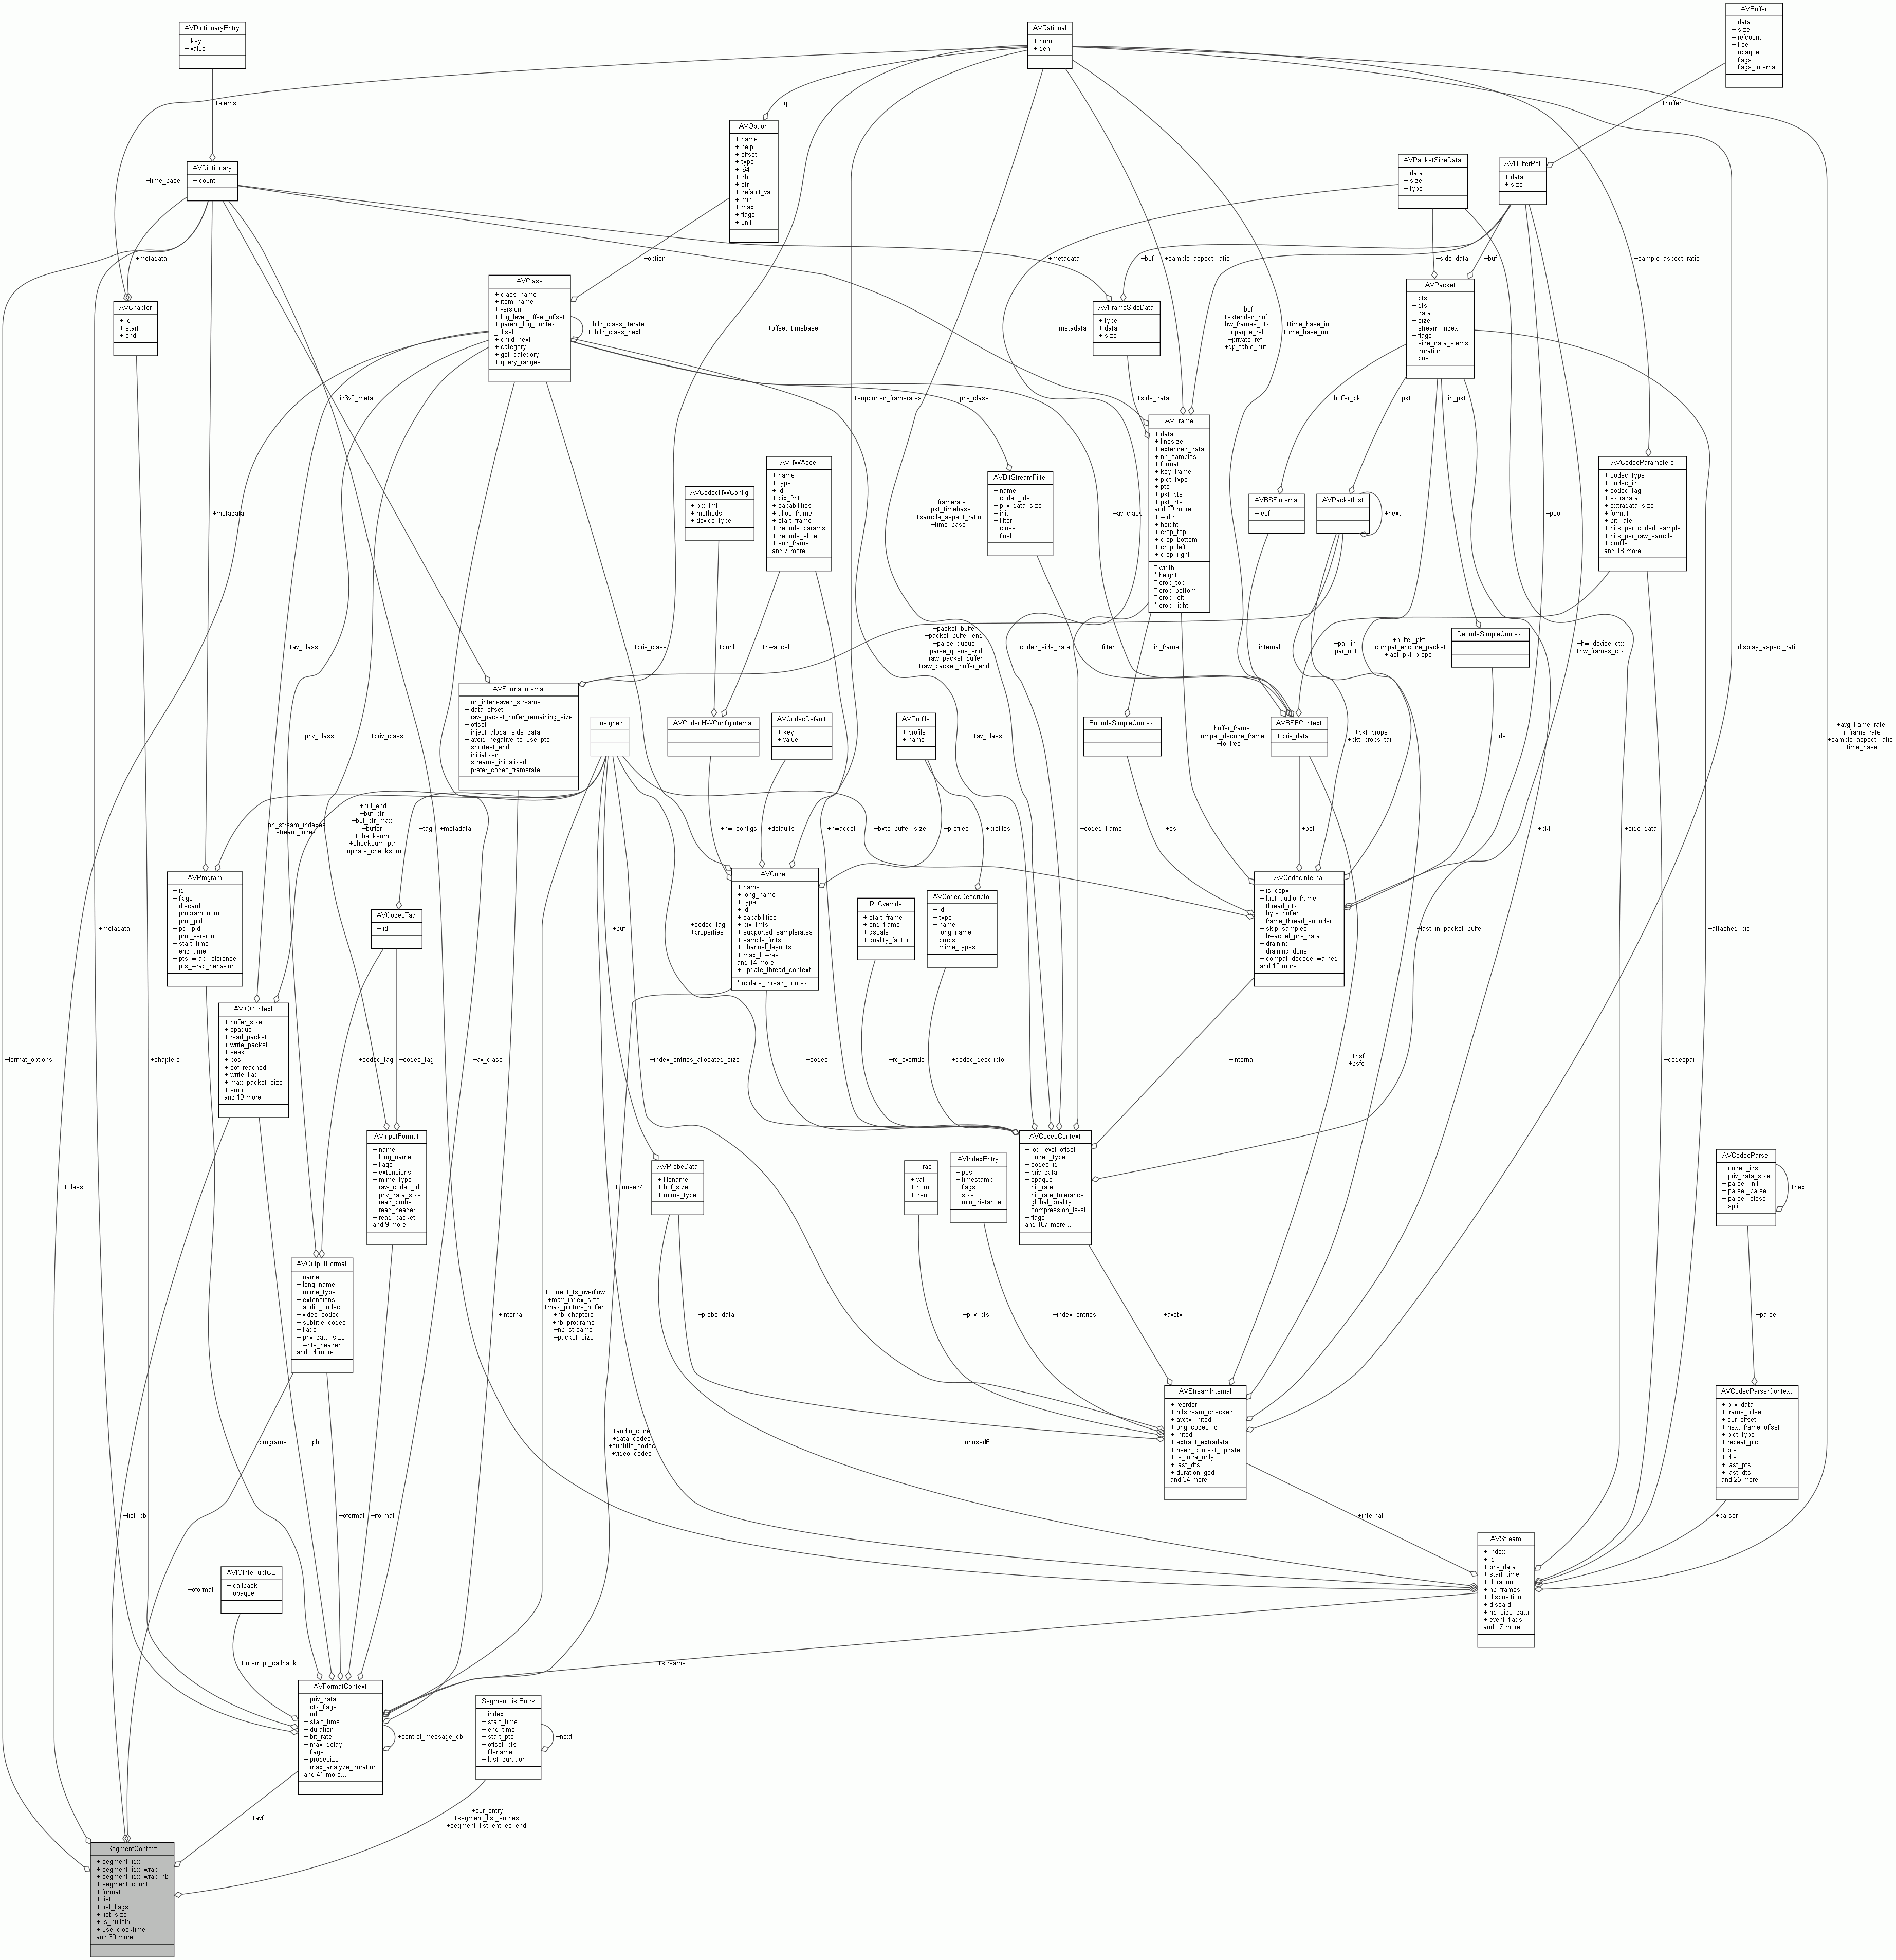 AVDictionaryEntry
+ key
+ value
AVRational
+ num
+ den
AVBuffer
+ data
+ size
+ refcount
+ free
+ opaque
+ flags
+ flags_internal
+elems
+q
+buffer
AVOption
+ name
+ help
+ offset
+ type
+ i64
+ dbl
+ str
+ default_val
+ min
+ max
+ flags
+ unit
AVDictionary
+ count
+time_base
AVPacketSideData
+ data
+ size
+ type
AVBufferRef
+ data
+ size
+metadata
+option
+metadata
+buf
+sample_aspect_ratio
+side_data
+buf
+sample_aspect_ratio
AVChapter
+ id
+ start
+ end
AVClass
+ class_name
+ item_name
+ version
+ log_level_offset_offset
+ parent_log_context
_offset
+ child_next
+ category
+ get_category
+ query_ranges
+child_class_iterate
+child_class_next
+offset_timebase
+metadata
AVFrameSideData
+ type
+ data
+ size
+buf
+extended_buf
+hw_frames_ctx
+opaque_ref
+private_ref
+qp_table_buf
+time_base_in
+time_base_out
AVPacket
+ pts
+ dts
+ data
+ size
+ stream_index
+ flags
+ side_data_elems
+ duration
+ pos
+id3v2_meta
+supported_framerates
+priv_class
+side_data
+buffer_pkt
+pkt
+in_pkt
AVFrame
+ data
+ linesize
+ extended_data
+ nb_samples
+ format
+ key_frame
+ pict_type
+ pts
+ pkt_pts
+ pkt_dts
and 29 more...
+ width
+ height
+ crop_top
+ crop_bottom
+ crop_left
+ crop_right
* width
* height
* crop_top
* crop_bottom
* crop_left
* crop_right
+metadata
AVCodecHWConfig
+ pix_fmt
+ methods
+ device_type
AVHWAccel
+ name
+ type
+ id
+ pix_fmt
+ capabilities
+ alloc_frame
+ start_frame
+ decode_params
+ decode_slice
+ end_frame
and 7 more...
+framerate
+pkt_timebase
+sample_aspect_ratio
+time_base
AVBitStreamFilter
+ name
+ codec_ids
+ priv_data_size
+ init
+ filter
+ close
+ flush
+av_class
AVBSFInternal
+ eof
AVPacketList
+next
+pool
AVCodecParameters
+ codec_type
+ codec_id
+ codec_tag
+ extradata
+ extradata_size
+ format
+ bit_rate
+ bits_per_coded_sample
+ bits_per_raw_sample
+ profile
and 18 more...
+av_class
+priv_class
+public
+hwaccel
+packet_buffer
+packet_buffer_end
+parse_queue
+parse_queue_end
+raw_packet_buffer
+raw_packet_buffer_end
+coded_side_data
+filter
+in_frame
+internal
+par_in
+par_out
+buffer_pkt
+compat_encode_packet
+last_pkt_props
DecodeSimpleContext
+hw_device_ctx
+hw_frames_ctx
+display_aspect_ratio
AVFormatInternal
+ nb_interleaved_streams
+ data_offset
+ raw_packet_buffer_remaining_size
+ offset
+ inject_global_side_data
+ avoid_negative_ts_use_pts
+ shortest_end
+ initialized
+ streams_initialized
+ prefer_codec_framerate
unsigned
AVCodecHWConfigInternal
AVCodecDefault
+ key
+ value
AVProfile
+ profile
+ name
EncodeSimpleContext
AVBSFContext
+ priv_data
+priv_class
+priv_class
+av_class
+buffer_frame
+compat_decode_frame
+to_free
+pkt_props
+pkt_props_tail
+ds
+avg_frame_rate
+r_frame_rate
+sample_aspect_ratio
+time_base
+nb_stream_indexes
+stream_index
+buf_end
+buf_ptr
+buf_ptr_max
+buffer
+checksum
+checksum_ptr
+update_checksum
+tag
+metadata
+hw_configs
+defaults
+hwaccel
+byte_buffer_size
+profiles
+profiles
+coded_frame
+es
+bsf
+pkt
+side_data
AVProgram
+ id
+ flags
+ discard
+ program_num
+ pmt_pid
+ pcr_pid
+ pmt_version
+ start_time
+ end_time
+ pts_wrap_reference
+ pts_wrap_behavior
AVCodecTag
+ id
AVCodec
+ name
+ long_name
+ type
+ id
+ capabilities
+ pix_fmts
+ supported_samplerates
+ sample_fmts
+ channel_layouts
+ max_lowres
and 14 more...
+ update_thread_context
* update_thread_context
RcOverride
+ start_frame
+ end_frame
+ qscale
+ quality_factor
AVCodecDescriptor
+ id
+ type
+ name
+ long_name
+ props
+ mime_types
AVCodecInternal
+ is_copy
+ last_audio_frame
+ thread_ctx
+ byte_buffer
+ frame_thread_encoder
+ skip_samples
+ hwaccel_priv_data
+ draining
+ draining_done
+ compat_decode_warned
and 12 more...
+metadata
+buf
+codec_tag
+properties
+last_in_packet_buffer
+attached_pic
AVIOContext
+ buffer_size
+ opaque
+ read_packet
+ write_packet
+ seek
+ pos
+ eof_reached
+ write_flag
+ max_packet_size
+ error
and 19 more...
+format_options
+chapters
+codec_tag
+codec_tag
+av_class
+index_entries_allocated_size
+codec
+rc_override
+codec_descriptor
+internal
+bsf
+bsfc
+codecpar
AVInputFormat
+ name
+ long_name
+ flags
+ extensions
+ mime_type
+ raw_codec_id
+ priv_data_size
+ read_probe
+ read_header
+ read_packet
and 9 more...
AVCodecContext
+ log_level_offset
+ codec_type
+ codec_id
+ priv_data
+ opaque
+ bit_rate
+ bit_rate_tolerance
+ global_quality
+ compression_level
+ flags
and 167 more...
+class
+unused4
AVProbeData
+ filename
+ buf_size
+ mime_type
FFFrac
+ val
+ num
+ den
AVIndexEntry
+ pos
+ timestamp
+ flags
+ size
+ min_distance
AVCodecParser
+ codec_ids
+ priv_data_size
+ parser_init
+ parser_parse
+ parser_close
+ split
+next
AVOutputFormat
+ name
+ long_name
+ mime_type
+ extensions
+ audio_codec
+ video_codec
+ subtitle_codec
+ flags
+ priv_data_size
+ write_header
and 14 more...
+internal
+correct_ts_overflow
+max_index_size
+max_picture_buffer
+nb_chapters
+nb_programs
+nb_streams
+packet_size
+probe_data
+priv_pts
+index_entries
+avctx
+parser
AVStreamInternal
+ reorder
+ bitstream_checked
+ avctx_inited
+ orig_codec_id
+ inited
+ extract_extradata
+ need_context_update
+ is_intra_only
+ last_dts
+ duration_gcd
and 34 more...
AVCodecParserContext
+ priv_data
+ frame_offset
+ cur_offset
+ next_frame_offset
+ pict_type
+ repeat_pict
+ pts
+ dts
+ last_pts
+ last_dts
and 25 more...
+programs
+pb
+audio_codec
+data_codec
+subtitle_codec
+video_codec
+unused6
+list_pb
+oformat
+iformat
+internal
+parser
AVStream
+ index
+ id
+ priv_data
+ start_time
+ duration
+ nb_frames
+ disposition
+ discard
+ nb_side_data
+ event_flags
and 17 more...
AVIOInterruptCB
+ callback
+ opaque
+oformat
+interrupt_callback
+streams
AVFormatContext
+ priv_data
+ ctx_flags
+ url
+ start_time
+ duration
+ bit_rate
+ max_delay
+ flags
+ probesize
+ max_analyze_duration
and 41 more...
+control_message_cb
SegmentListEntry
+ index
+ start_time
+ end_time
+ start_pts
+ offset_pts
+ filename
+ last_duration
+next
+avf
+cur_entry
+segment_list_entries
+segment_list_entries_end
SegmentContext
+ segment_idx
+ segment_idx_wrap
+ segment_idx_wrap_nb
+ segment_count
+ format
+ list
+ list_flags
+ list_size
+ is_nullctx
+ use_clocktime
and 30 more...